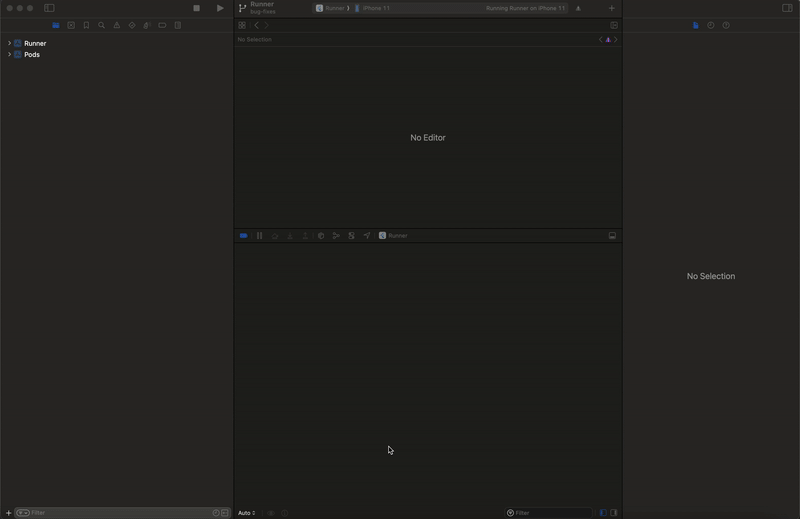 Runner
bug-fixes
Runner
iPhone 11
Running Runner on iPhone 11
Runner
Pods
No Selection
No Editor
Runner
No Selection
Filter
Auto
Filter